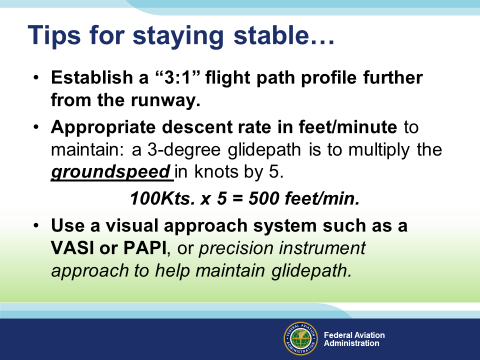 Tips for staying stable…
• Establish a “3:1” flight path profile further
from the runway.
• Appropriate descent rate in feet/minute to
maintain: a 3-degree glidepath is to multiply the
groundspeed in knots by 5.
100Kts. x 5 = 500 feet/min.
• Use a visual approach system such as a
VASI or PAPI, or precision instrument
approach to help maintain glidepath.
Federal Aviation
Administration